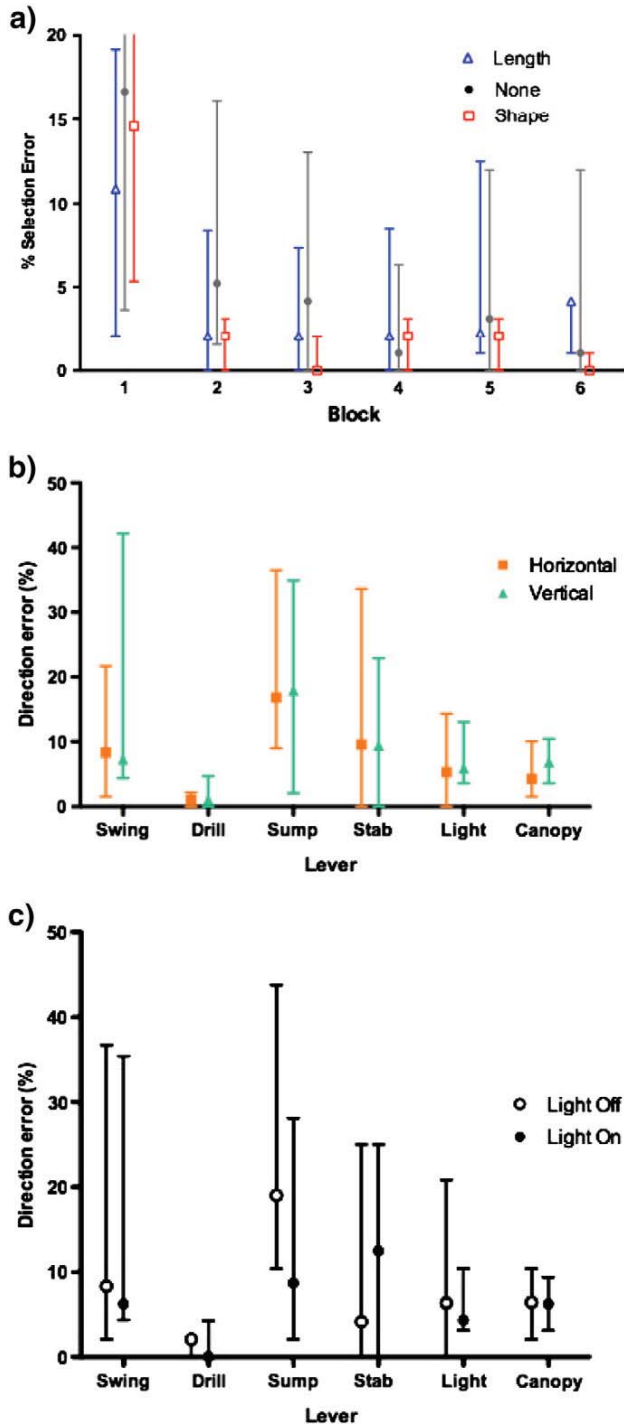 a)
20
15
10
5
0
% Selection Error
Length
None
Shape
1 2 3 4 5 6
Block
b)
50
40
30
20
10
0
Direction error (%)
Horizontal
Vertical
Swing Drill Sump Stab Light Canopy
Lever
c)
50
40
30
20
10
0
Direction error (%)
Light Off
Light On
Swing Drill Sump Stab Light Canopy
Lever